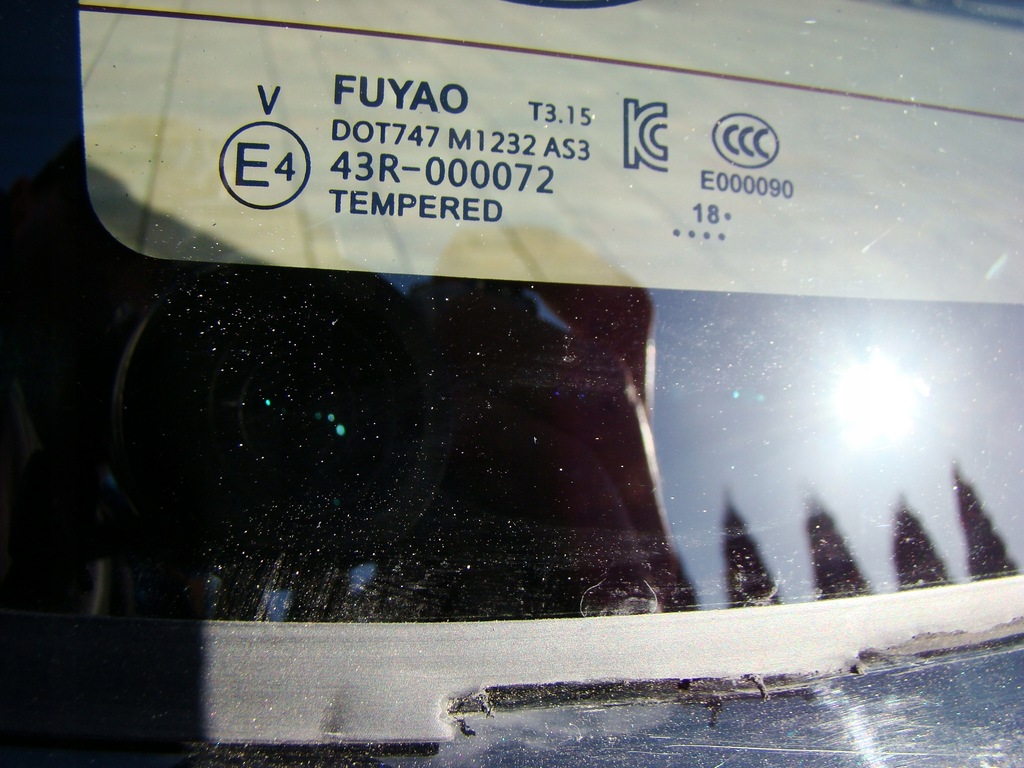 V
E4
FUYAO
T3.15
DOT747 M1232 AS3
43R-000072
TEMPERED
KC
CCC
E000090
18•
••••